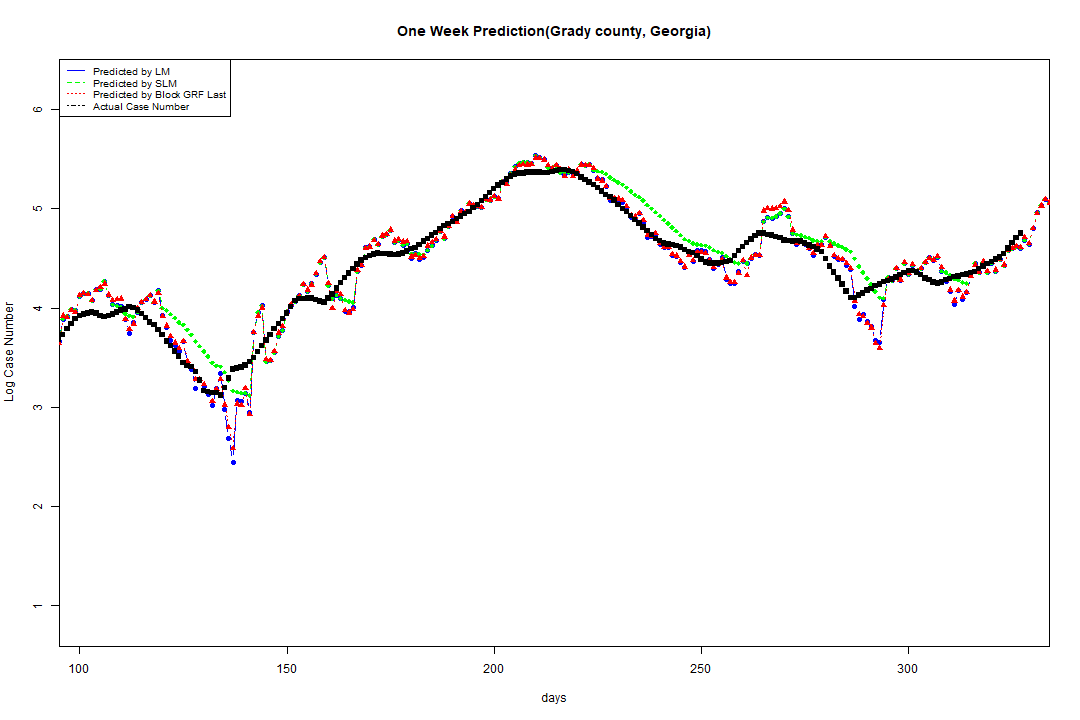 One Week Prediction(Grady county, Georgia)
Predicted by LM
Predicted by SLM
Predicted by Block GRF Last
Actual Case Number
6
5
4
3
2
1
Log Case Number
100 150 200 250 300
days